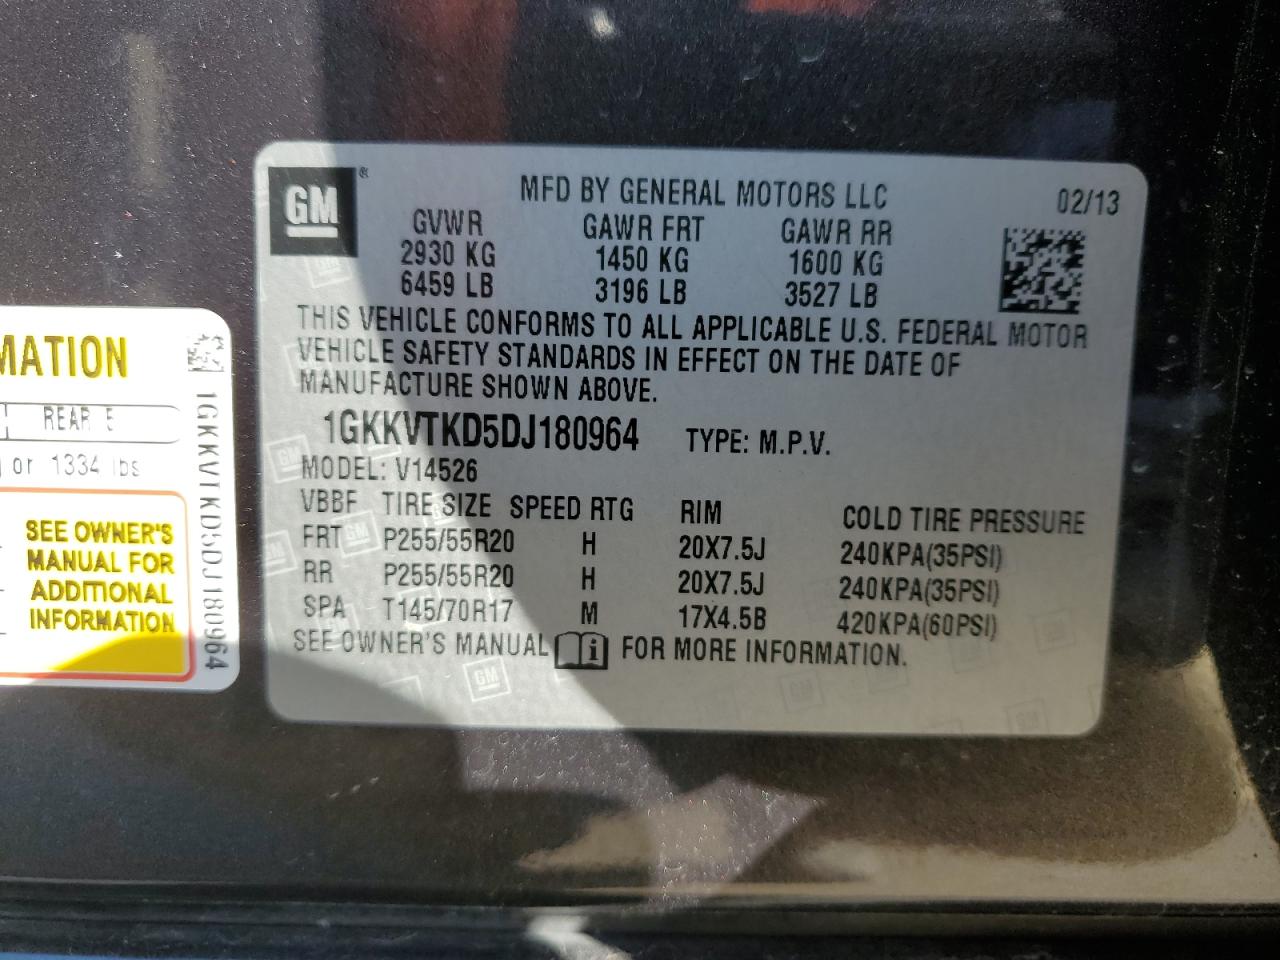 GM ®
MFD BY GENERAL MOTORS LLC 02/13
GVWR GAWR FRT GAWR RR
2930 KG 1450 KG 1600 KG
6459 LB 3196 LB 3527 LB
THIS VEHICLE CONFORMS TO ALL APPLICABLE U.S. FEDERAL MOTOR
VEHICLE SAFETY STANDARDS IN EFFECT ON THE DATE OF
MANUFACTURE SHOWN ABOVE.
1GKKVTKD5DJ180964 TYPE: M.P.V.
MODEL: V14526
VBBF TIRE SIZE SPEED RTG RIM COLD TIRE PRESSURE
FRT P255/55R20 H 20X7.5J 240KPA(35PSI)
RR P255/55R20 H 20X7.5J 240KPA(35PSI)
SPA T145/70R17 M 17X4.5B 420KPA(60PSI)
SEE OWNER'S MANUAL i FOR MORE INFORMATION.
MATION
REAR 5
or 1334 lbs
SEE OWNER'S
MANUAL FOR
ADDITIONAL
INFORMATION
1GKKVTKD5DJ180964